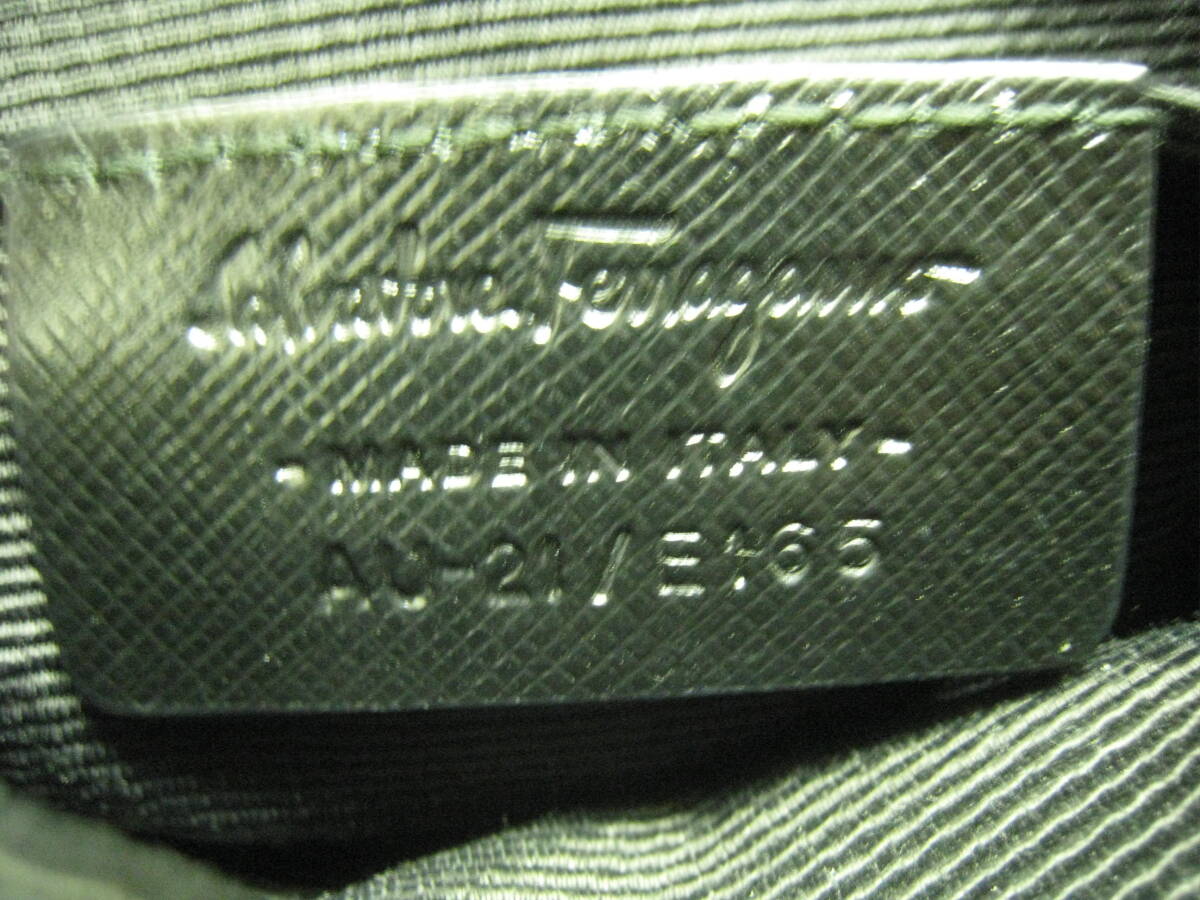 Salvatore Ferragamo
• MADE IN ITALY •
AU-21/E465